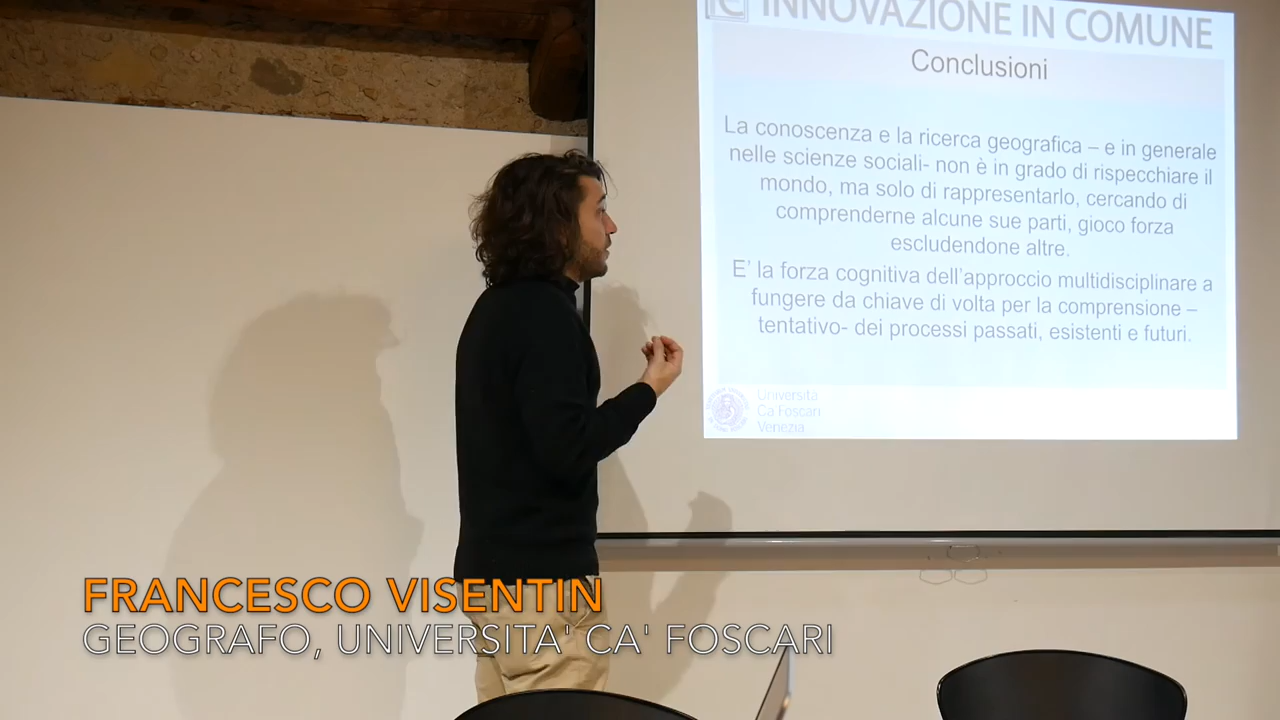 INNOVAZIONE IN COMUNE
Conclusioni
La conoscenza e la ricerca geografica – e in generale
nelle scienze sociali- non è in grado di rispecchiare il
mondo, ma solo di rappresentarlo, cercando di
comprenderne alcune sue parti, gioco forza
escludendone altre.
E' la forza cognitiva dell'approccio multidisciplinare a
fungere da chiave di volta per la comprensione –
tentativo- dei processi passati, esistenti e futuri.
Università
Ca'Foscari
Venezia
FRANCESCO VISENTIN
GEOGRAFO, UNIVERSITA' CA' FOSCARI